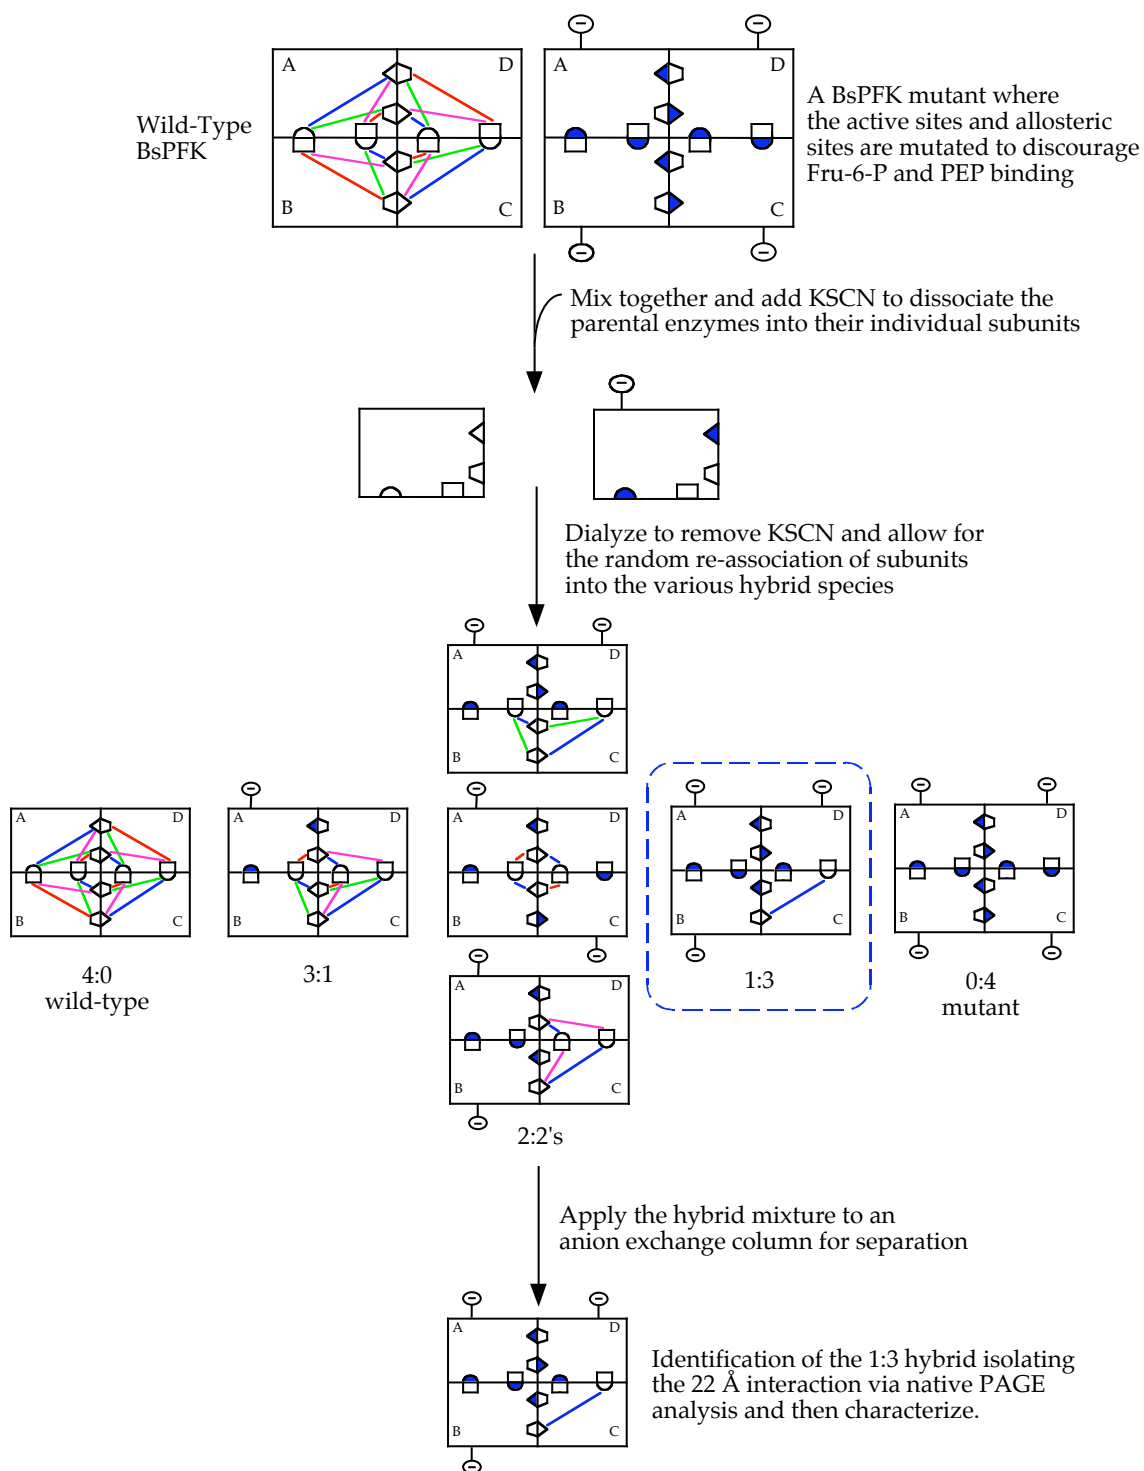 A
D
B
C
Wild-Type
BsPFK
A
D
B
C
A BsPFK mutant where
the active sites and allosteric
sites are mutated to discourage
Fru-6-P and PEP binding
Mix together and add KSCN to dissociate the
parental enzymes into their individual subunits
Dialyze to remove KSCN and allow for
the random re-association of subunits
into the various hybrid species
A
D
B
C
A
D
B
C
4:0
wild-type
A
D
B
C
3:1
A
D
B
C
A
D
B
C
2:2's
A
D
B
C
1:3
A
D
B
C
0:4
mutant
Apply the hybrid mixture to an
anion exchange column for separation
A
D
B
C
Identification of the 1:3 hybrid isolating
the 22 Å interaction via native PAGE
analysis and then characterize.